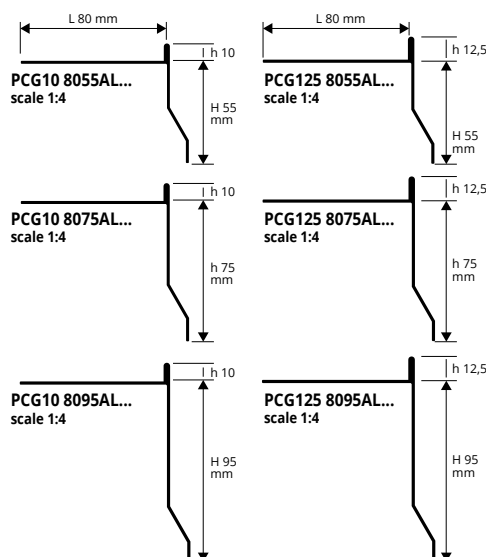 L 80 mm
h 10
PCG10 8055AL...
scale 1:4
H 55
mm
L 80 mm
h 12,5
PCG125 8055AL...
scale 1:4
H 55
mm
h 10
PCG10 8075AL...
scale 1:4
h 75
mm
h 12,5
PCG125 8075AL...
scale 1:4
h 75
mm
h 10
PCG10 8095AL...
scale 1:4
H 95
mm
h 12,5
PCG125 8095AL...
scale 1:4
H 95
mm